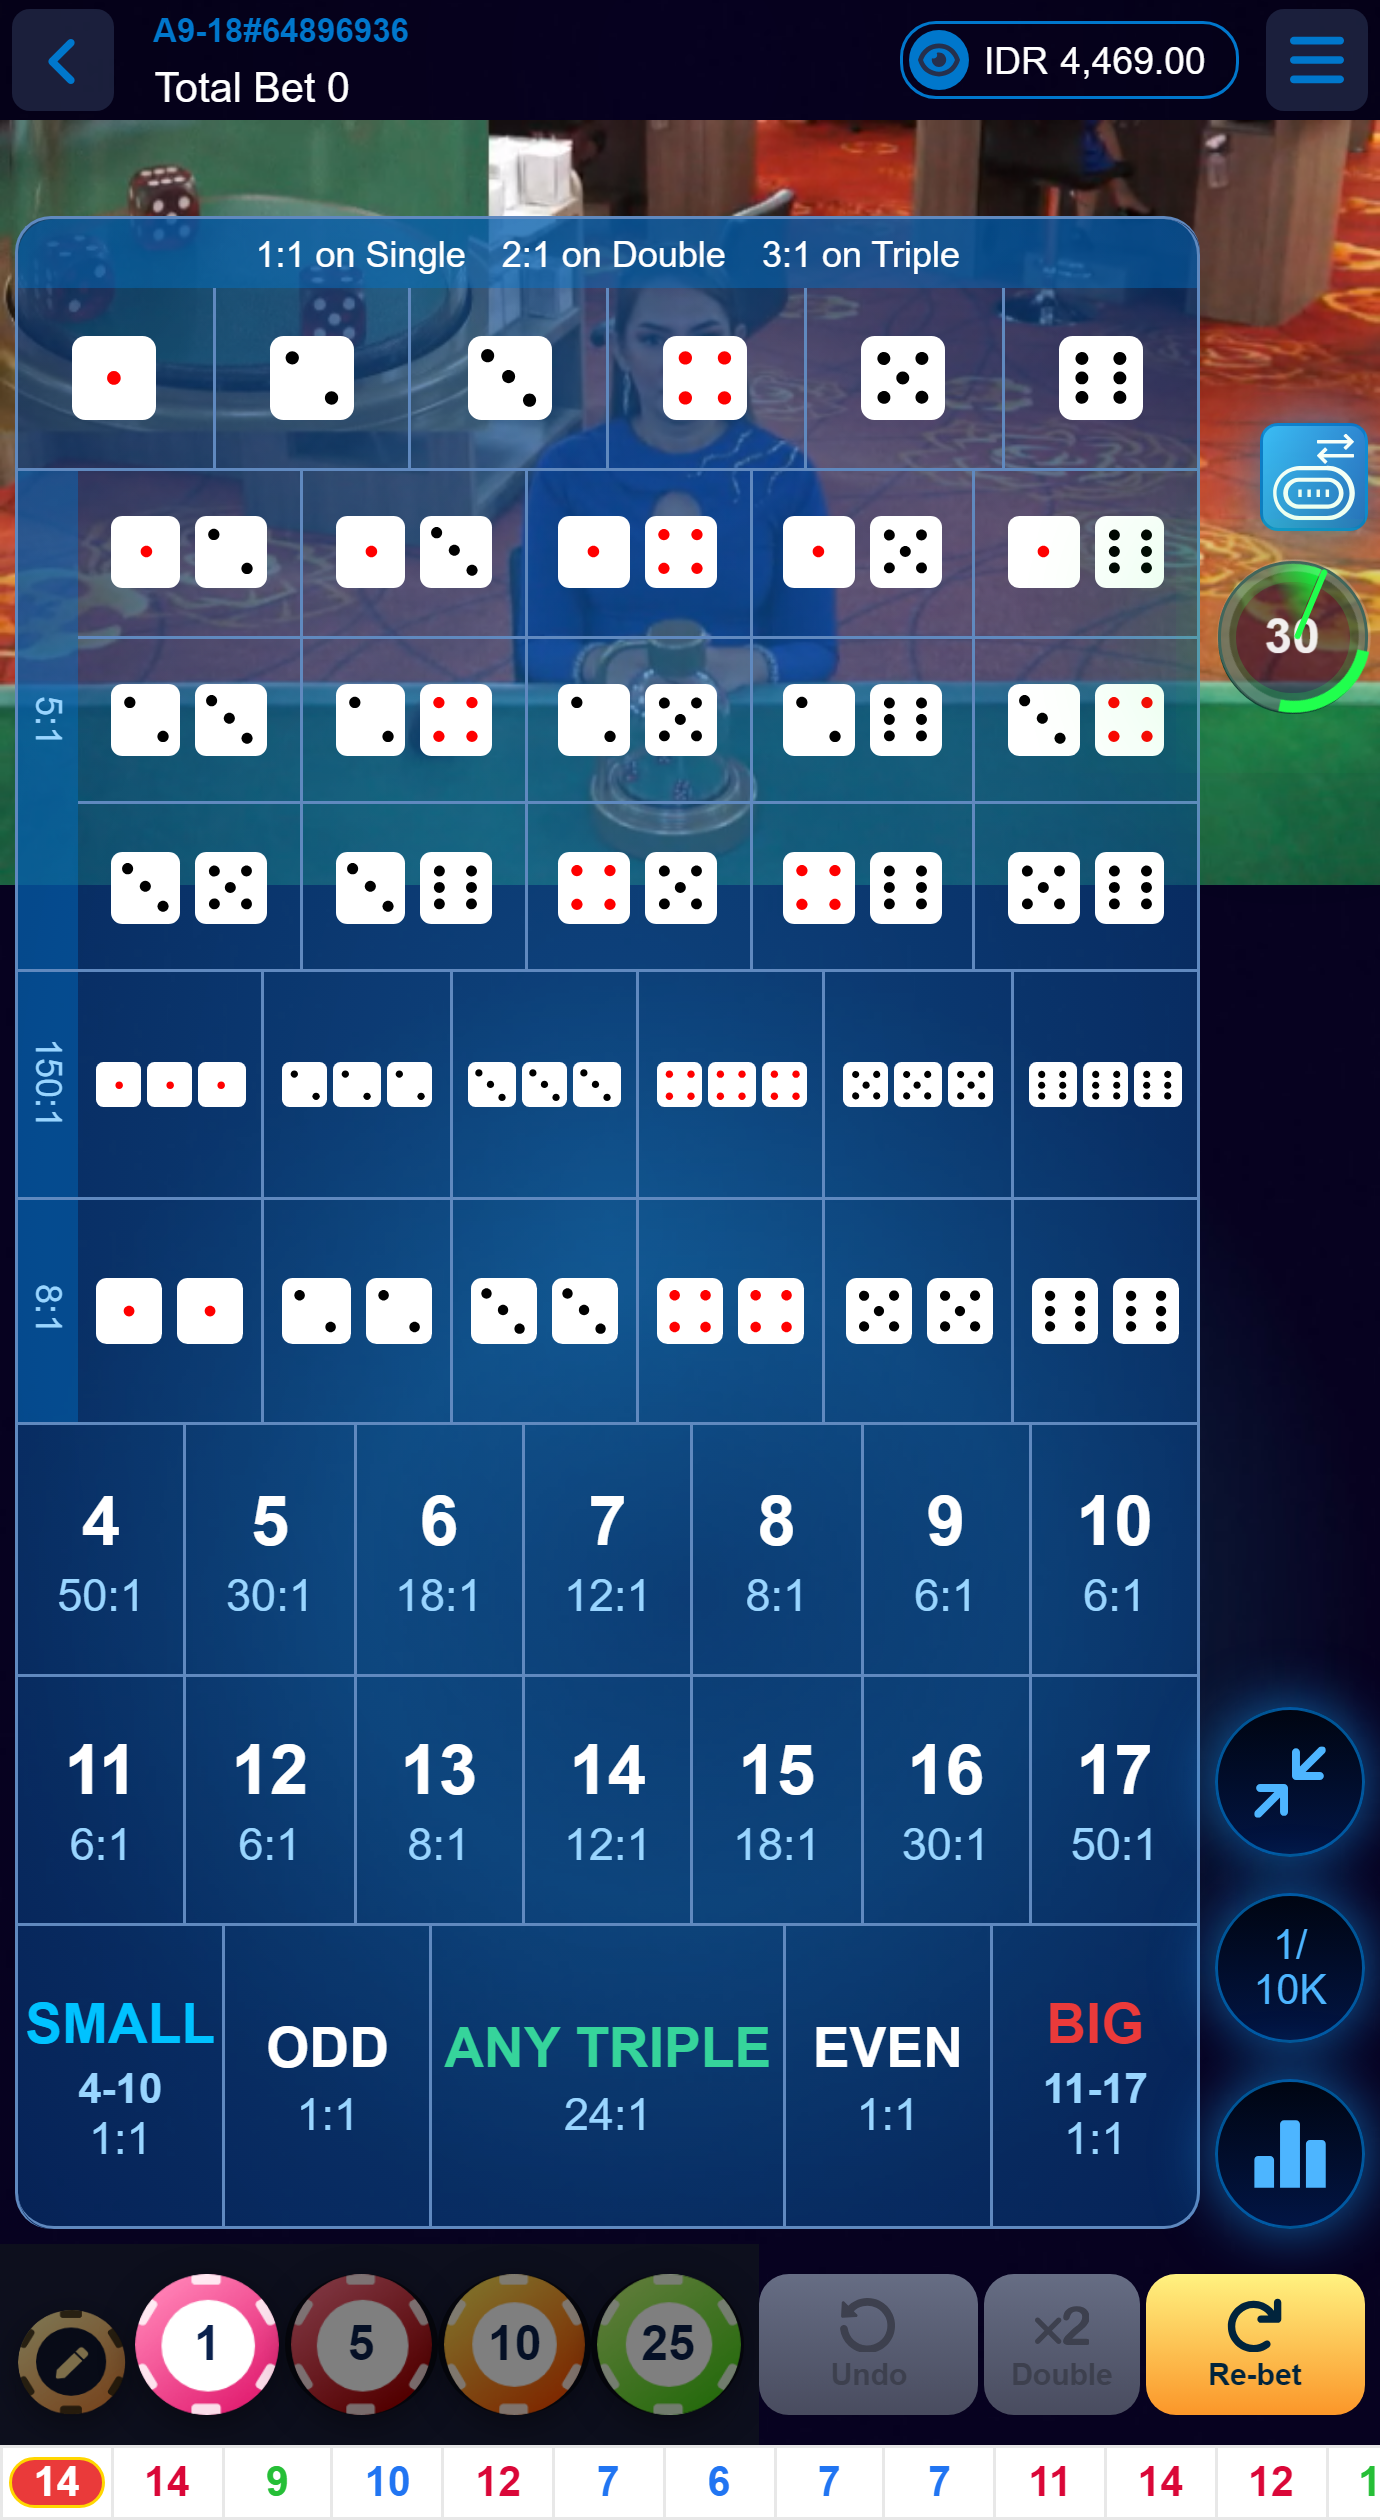 A9-18#64896936
Total Bet 0
IDR 4,469.00
1:1 on Single 2:1 on Double 3:1 on Triple
30
5:1
150:1
8:1
4 5 6 7 8 9 10
50:1 30:1 18:1 12:1 8:1 6:1 6:1
11 12 13 14 15 16 17
6:1 6:1 8:1 12:1 18:1 30:1 50:1
SMALL
4-10
1:1
ODD
1:1
ANY TRIPLE
24:1
EVEN
1:1
BIG
11-17
1:1
1/
10K
1 5 10 25
Undo
x2
Double
Re-bet
14 14 9 10 12 7 6 7 7 11 14 12